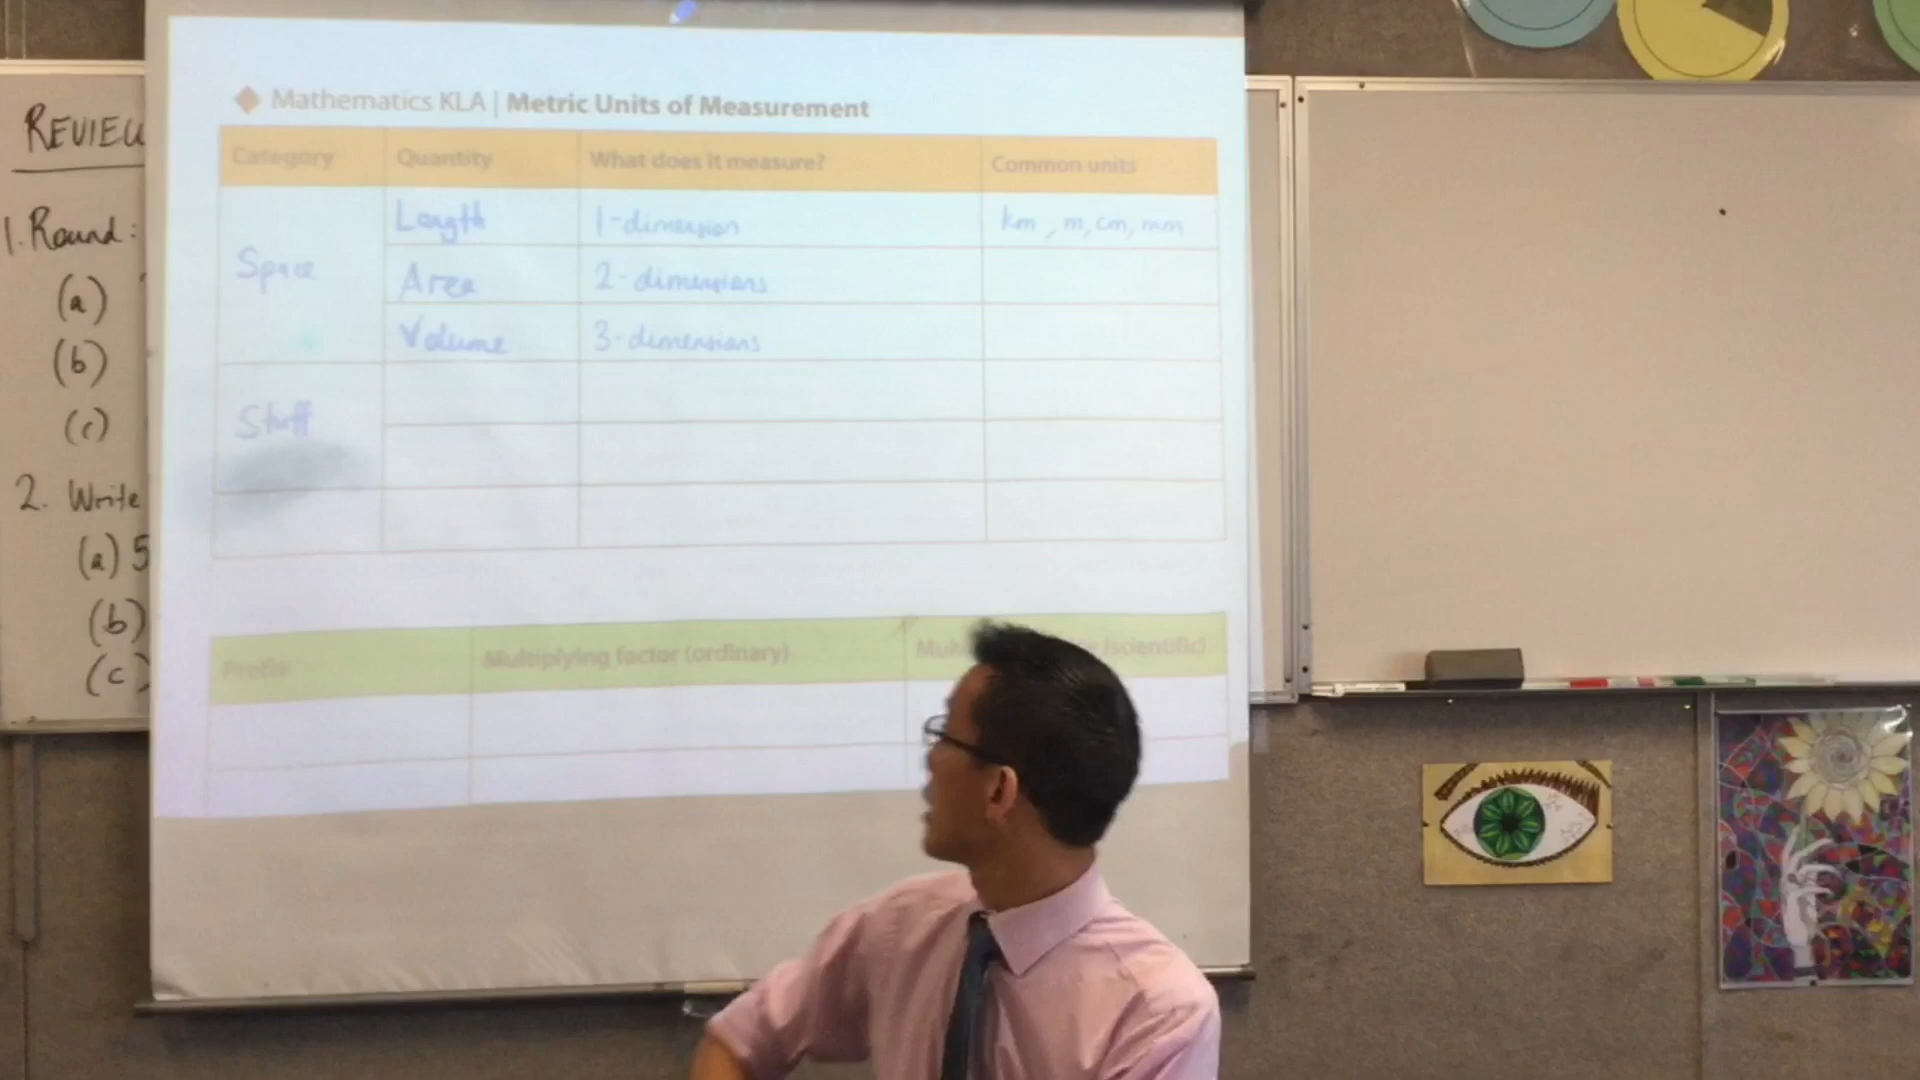 REVIEW
1. Round:
(a)
(b)
(c)
2. Write
(a) 5
(b)
(c)
Mathematics KLA | Metric Units of Measurement
Category Quantity What does it measure? Common units
Space Length 1-dimension km, m, cm, mm
Area 2-dimensions
Volume 3-dimensions
Stuff
Prefix Multiplying factor (ordinary) (scientific)